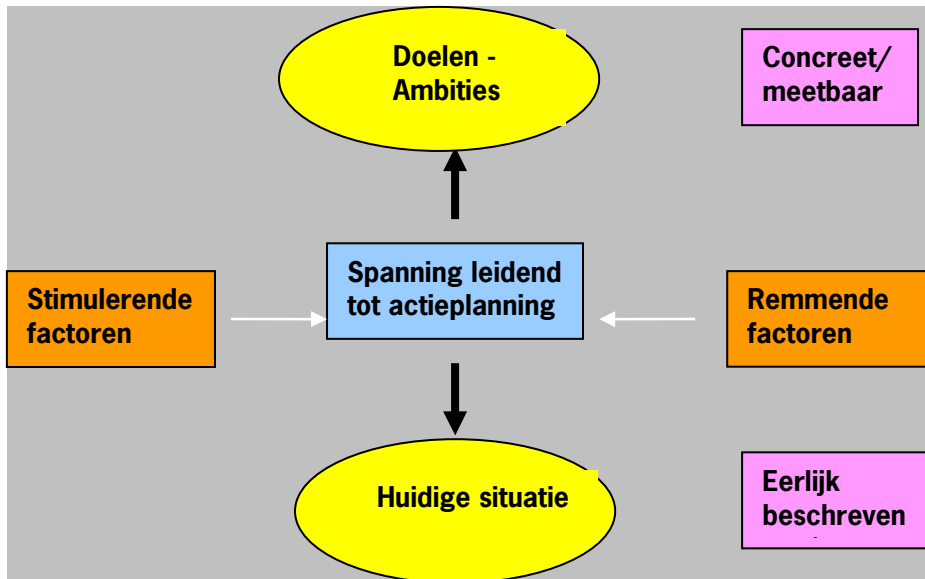 Doelen -
Ambities
Concreet/
meetbaar
Spanning leidend
tot actieplanning
Stimulerende
factoren
Remmende
factoren
Huidige situatie
Eerlijk
beschreven